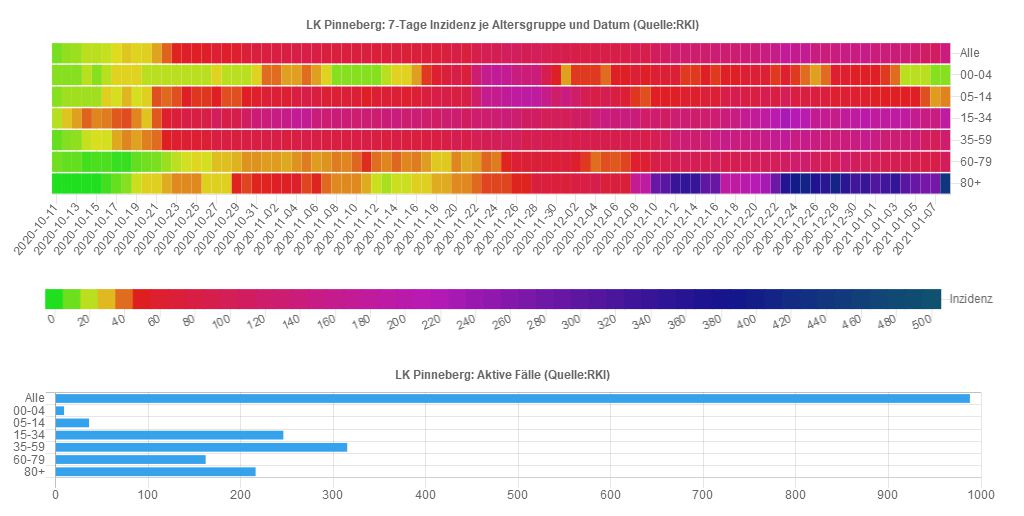 LK Pinneberg: 7-Tage Inzidenz je Altersgruppe und Datum (Quelle:RKI)
Alle
00-04
05-14
15-34
35-59
60-79
80+
2020-10-11 2020-10-13 2020-10-15 2020-10-17 2020-10-19 2020-10-21 2020-10-23 2020-10-25 2020-10-27 2020-10-29 2020-10-31 2020-11-02 2020-11-04 2020-11-06 2020-11-08 2020-11-10 2020-11-12 2020-11-14 2020-11-16 2020-11-18 2020-11-20 2020-11-22 2020-11-24 2020-11-26 2020-11-28 2020-11-30 2020-12-02 2020-12-04 2020-12-06 2020-12-08 2020-12-10 2020-12-12 2020-12-14 2020-12-16 2020-12-18 2020-12-20 2020-12-22 2020-12-24 2020-12-26 2020-12-28 2020-12-30 2021-01-01 2021-01-03 2021-01-05 2021-01-07
Inzidenz
0 20 40 60 80 100 120 140 160 180 200 220 240 260 280 300 320 340 360 380 400 420 440 460 480 500
LK Pinneberg: Aktive Fälle (Quelle:RKI)
Alle
00-04
05-14
15-34
35-59
60-79
80+
0 100 200 300 400 500 600 700 800 900 1000